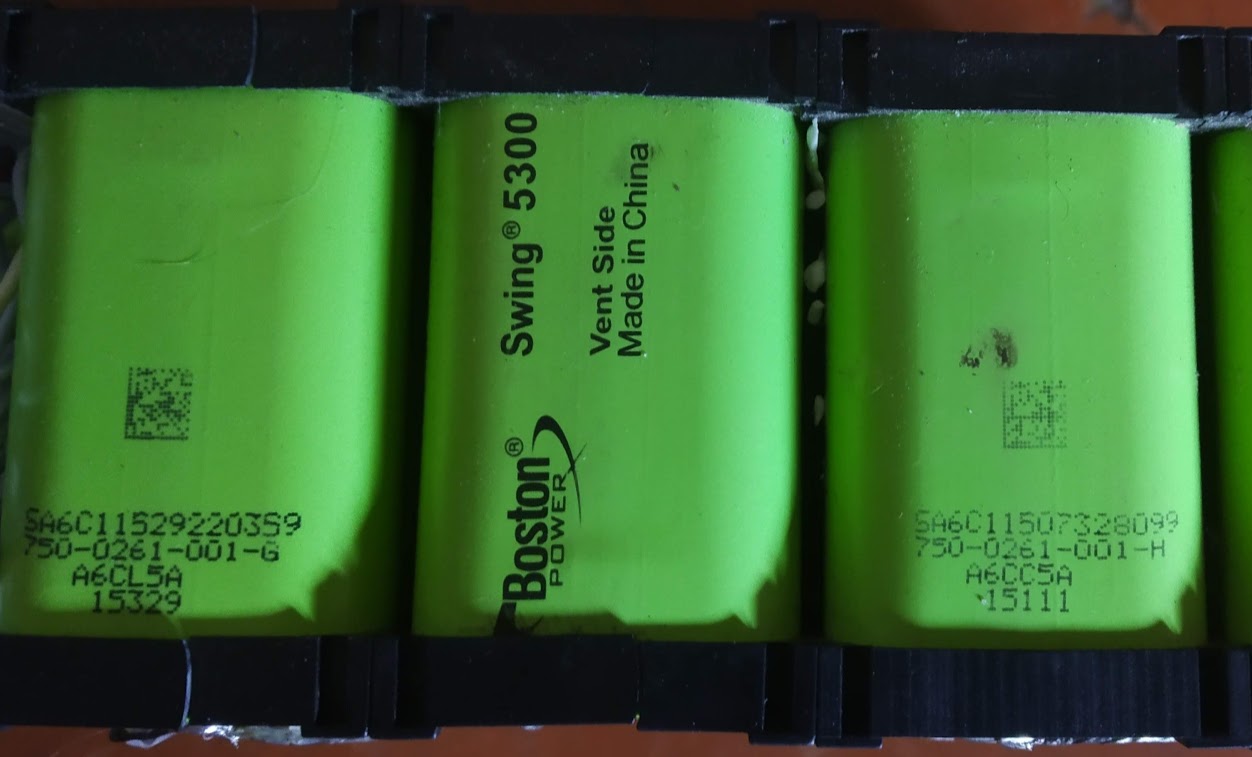 SA6C11529220359
750-0261-001-G
A6CL5A
15329
Boston® Swing® 5300
POWER
Vent Side
Made in China
SA6C11507328099
750-0261-001-H
A6CC5A
15111